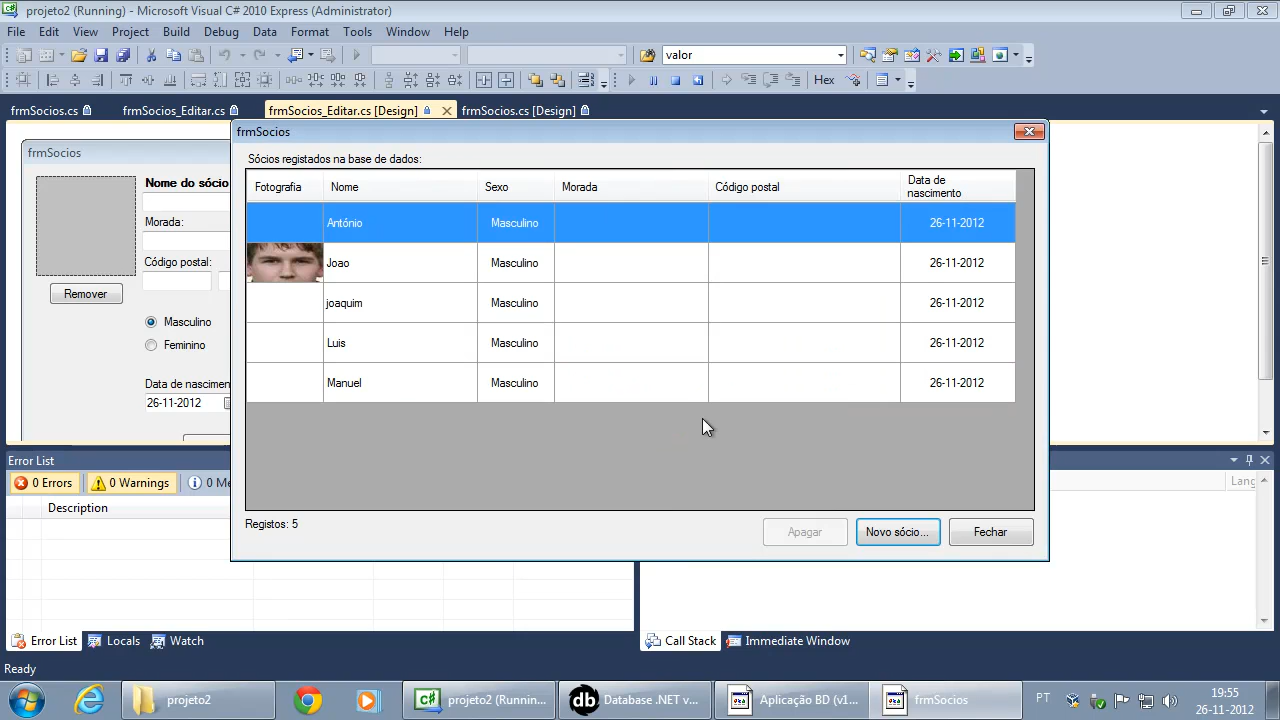 projeto2 (Running) - Microsoft Visual C# 2010 Express (Administrator)
File Edit View Project Build Debug Data Format Tools Window Help
valor
Hex
frmSocios.cs frmSocios_Editar.cs frmSocios_Editar.cs [Design] frmSocios.cs [Design]
frmSocios
Nome do sócio
Morada:
Código postal:
Remover
Masculino
Feminino
Data de nasciment
26-11-2012
frmSocios
Sócios registados na base de dados:
Fotografia Nome Sexo Morada Código postal Data de nascimento
António Masculino 26-11-2012
Joao Masculino 26-11-2012
joaquim Masculino 26-11-2012
Luis Masculino 26-11-2012
Manuel Masculino 26-11-2012
Registos: 5
Apagar Novo sócio... Fechar
Error List
0 Errors 0 Warnings 0 Me
Description
Lang
Error List Locals Watch
Call Stack Immediate Window
Ready
projeto2
projeto2 (Runnin...
db Database .NET v...
Aplicação BD (v1...
frmSocios
PT
19:55
26-11-2012